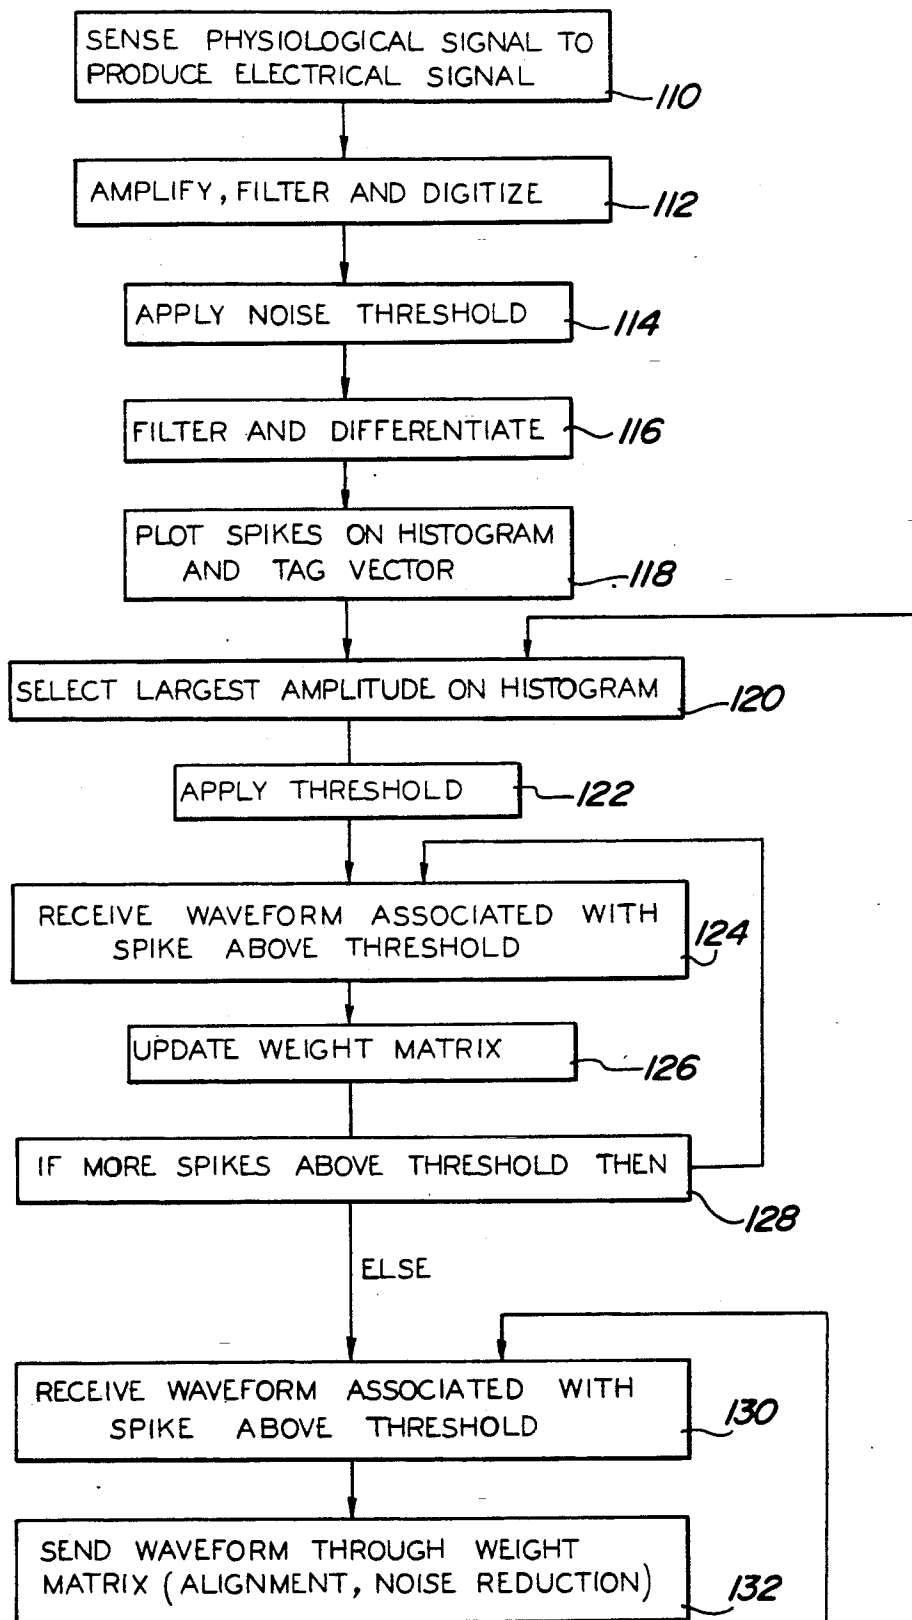 SENSE PHYSIOLOGICAL SIGNAL TO
PRODUCE ELECTRICAL SIGNAL
110
AMPLIFY, FILTER AND DIGITIZE
112
APPLY NOISE THRESHOLD
114
FILTER AND DIFFERENTIATE
116
PLOT SPIKES ON HISTOGRAM
AND TAG VECTOR
118
SELECT LARGEST AMPLITUDE ON HISTOGRAM
120
APPLY THRESHOLD
122
RECEIVE WAVEFORM ASSOCIATED WITH
SPIKE ABOVE THRESHOLD
124
UPDATE WEIGHT MATRIX
126
IF MORE SPIKES ABOVE THRESHOLD THEN
128
ELSE
RECEIVE WAVEFORM ASSOCIATED WITH
SPIKE ABOVE THRESHOLD
130
SEND WAVEFORM THROUGH WEIGHT
MATRIX (ALIGNMENT, NOISE REDUCTION)
132